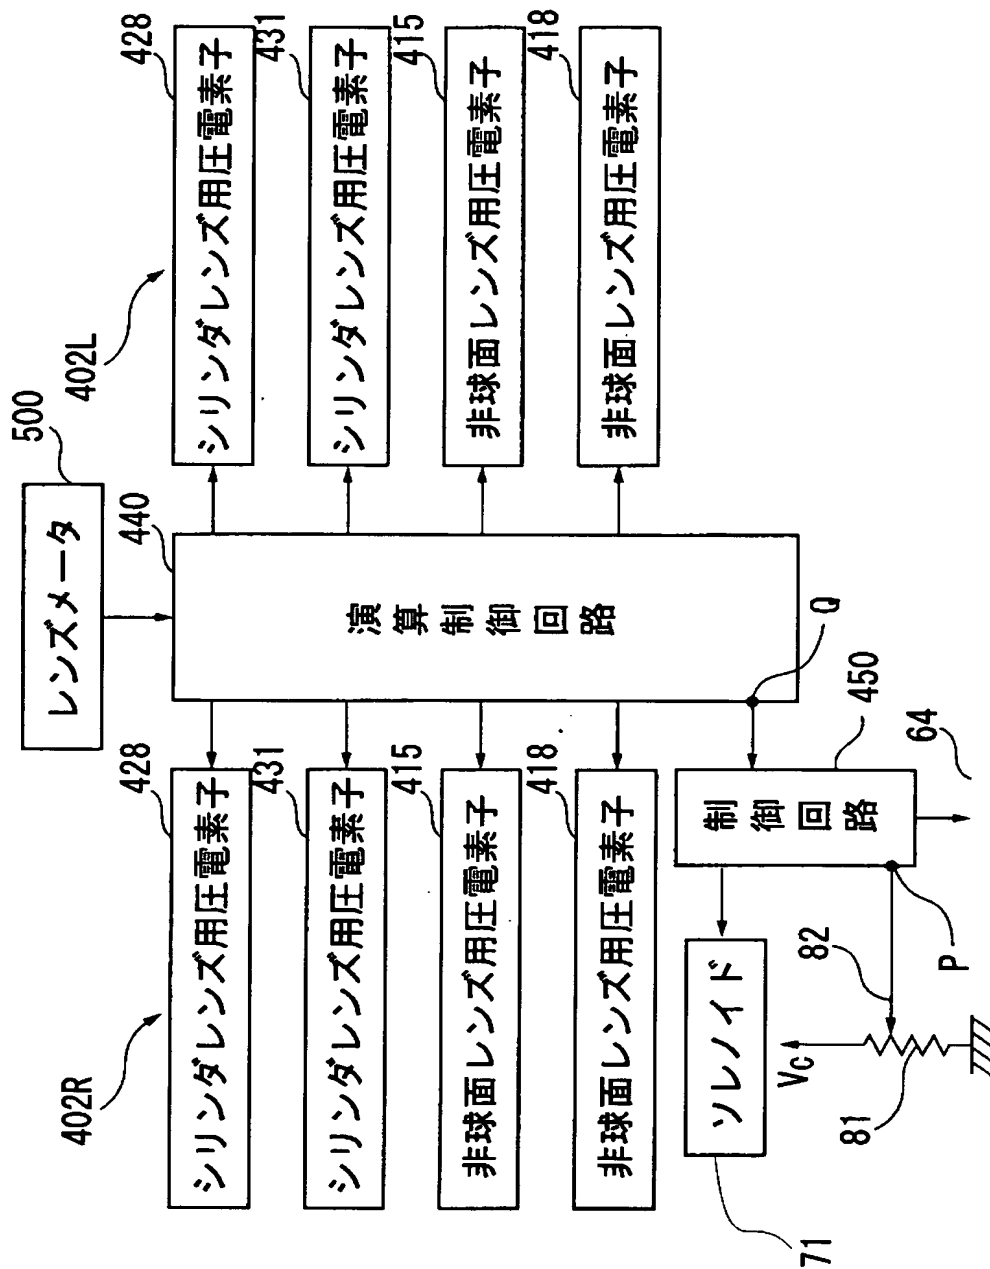 500
レンズメータ
440
演算制御回路
402R
428
シリンダレンズ用圧電素子
431
シリンダレンズ用圧電素子
415
非球面レンズ用圧電素子
418
非球面レンズ用圧電素子
402L
428
シリンダレンズ用圧電素子
431
シリンダレンズ用圧電素子
415
非球面レンズ用圧電素子
418
非球面レンズ用圧電素子
Q
450
制御回路
64
P
82
ソレノイド
71
Vc
81